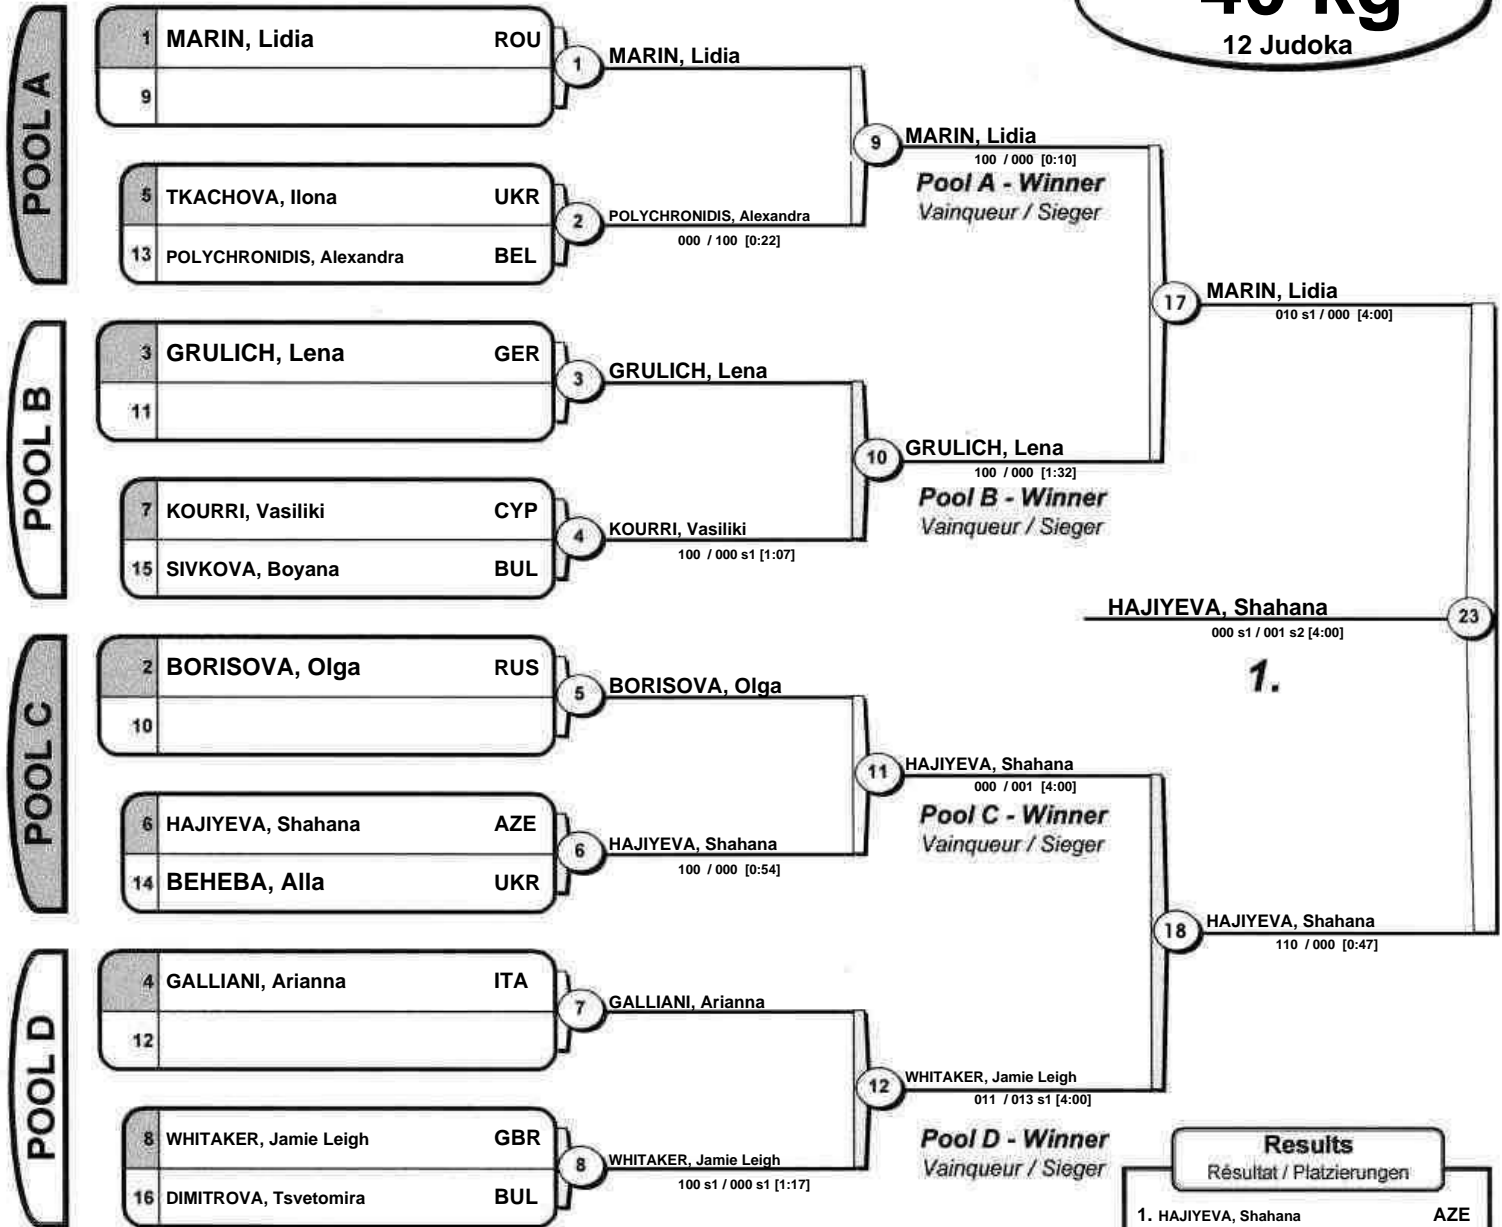 12 Judoka
POOL A
1 MARIN, Lidia ROU
9
1 MARIN, Lidia
5 TKACHOVA, Ilona UKR
13 POLYCHRONIDIS, Alexandra BEL
2 POLYCHRONIDIS, Alexandra
000 / 100 [0:22]
9 MARIN, Lidia
100 / 000 [0:10]
Pool A - Winner
Vainqueur / Sieger
17 MARIN, Lidia
010 s1 / 000 [4:00]
POOL B
3 GRULICH, Lena GER
11
3 GRULICH, Lena
7 KOURRI, Vasiliki CYP
15 SIVKOVA, Boyana BUL
4 KOURRI, Vasiliki
100 / 000 s1 [1:07]
10 GRULICH, Lena
100 / 000 [1:32]
Pool B - Winner
Vainqueur / Sieger
HAJIYEVA, Shahana 23
000 s1 / 001 s2 [4:00]
1.
POOL C
2 BORISOVA, Olga RUS
10
5 BORISOVA, Olga
6 HAJIYEVA, Shahana AZE
14 BEHEBA, Alla UKR
6 HAJIYEVA, Shahana
100 / 000 [0:54]
11 HAJIYEVA, Shahana
000 / 001 [4:00]
Pool C - Winner
Vainqueur / Sieger
18 HAJIYEVA, Shahana
110 / 000 [0:47]
POOL D
4 GALLIANI, Arianna ITA
12
7 GALLIANI, Arianna
8 WHITAKER, Jamie Leigh GBR
16 DIMITROVA, Tsvetomira BUL
8 WHITAKER, Jamie Leigh
100 s1 / 000 s1 [1:17]
12 WHITAKER, Jamie Leigh
011 / 013 s1 [4:00]
Pool D - Winner
Vainqueur / Sieger
Results
Résultat / Platzierungen
1. HAJIYEVA, Shahana AZE